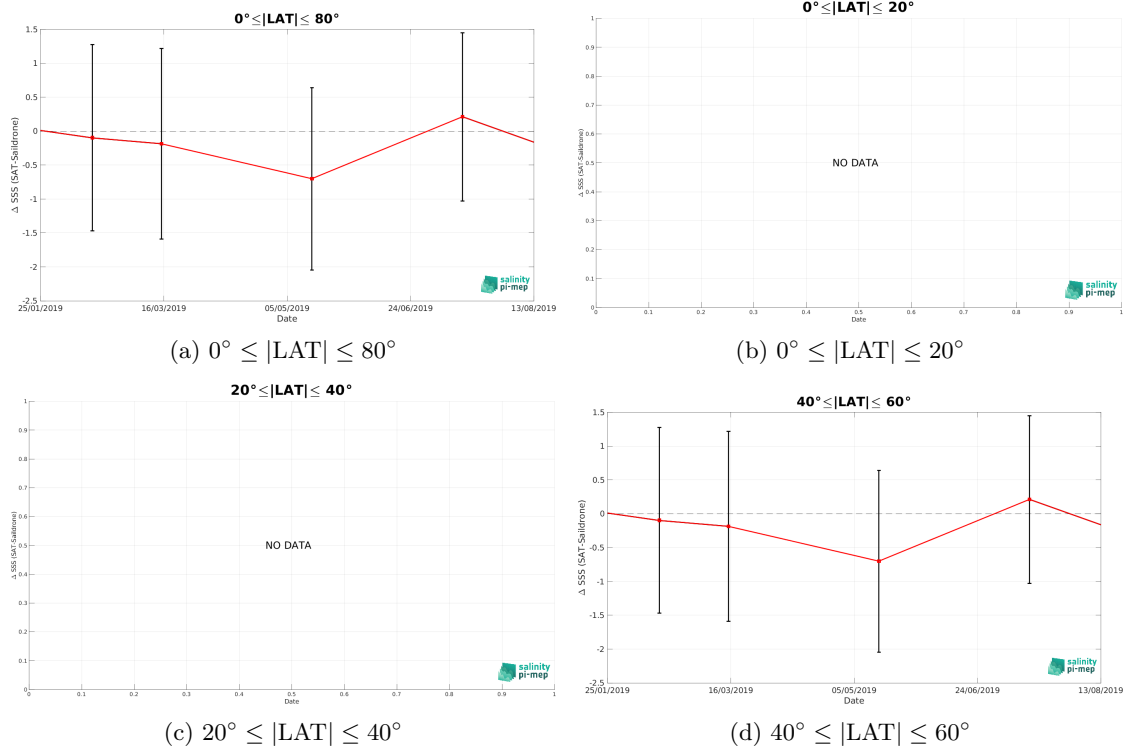 0°≤|LAT|≤ 80°
Δ SSS (SAT-Saildrone)
1.5
1
0.5
0
-0.5
-1
-1.5
-2
-2.5
25/01/2019 16/03/2019 05/05/2019 24/06/2019 13/08/2019
Date
salinity
pi-mep
(a) 0° ≤ |LAT| ≤ 80°
0°≤|LAT|≤ 20°
Δ SSS (SAT-Saildrone)
1
0.9
0.8
0.7
0.6
0.5
0.4
0.3
0.2
0.1
0
NO DATA
0 0.1 0.2 0.3 0.4 0.5 0.6 0.7 0.8 0.9 1
Date
salinity
pi-mep
(b) 0° ≤ |LAT| ≤ 20°
20°≤|LAT|≤ 40°
Δ SSS (SAT-Saildrone)
1
0.9
0.8
0.7
0.6
0.5
0.4
0.3
0.2
0.1
0
NO DATA
0 0.1 0.2 0.3 0.4 0.5 0.6 0.7 0.8 0.9 1
Date
salinity
pi-mep
(c) 20° ≤ |LAT| ≤ 40°
40°≤|LAT|≤ 60°
Δ SSS (SAT-Saildrone)
1.5
1
0.5
0
-0.5
-1
-1.5
-2
-2.5
25/01/2019 16/03/2019 05/05/2019 24/06/2019 13/08/2019
Date
salinity
pi-mep
(d) 40° ≤ |LAT| ≤ 60°